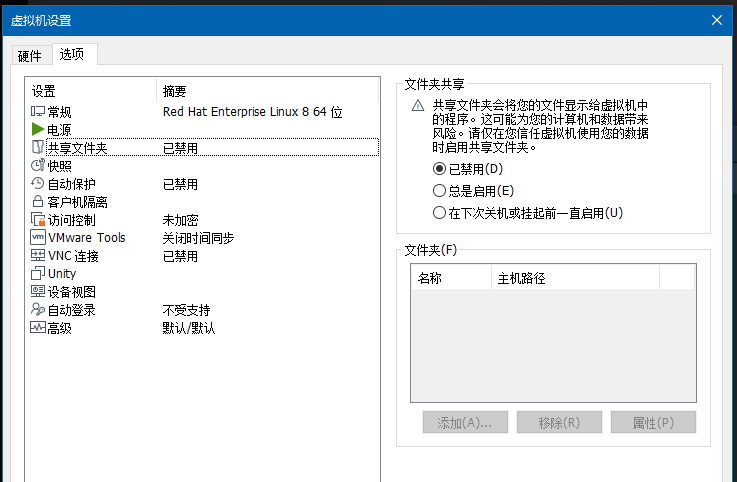 虚拟机设置
硬件 选项
设置 摘要
常规 Red Hat Enterprise Linux 8 64 位
电源
共享文件夹 已禁用
快照
自动保护 已禁用
客户机隔离
访问控制 未加密
VMware Tools 关闭时间同步
VNC 连接 已禁用
Unity
设备视图
自动登录 不受支持
高级 默认/默认
文件夹共享
共享文件夹会将您的文件显示给虚拟机中
的程序。这可能为您的计算机和数据带来
风险。请仅在您信任虚拟机使用您的数据
时启用共享文件夹。
已禁用(D)
总是启用(E)
在下次关机或挂起前一直启用(U)
文件夹(F)
名称 主机路径
添加(A)... 移除(R) 属性(P)